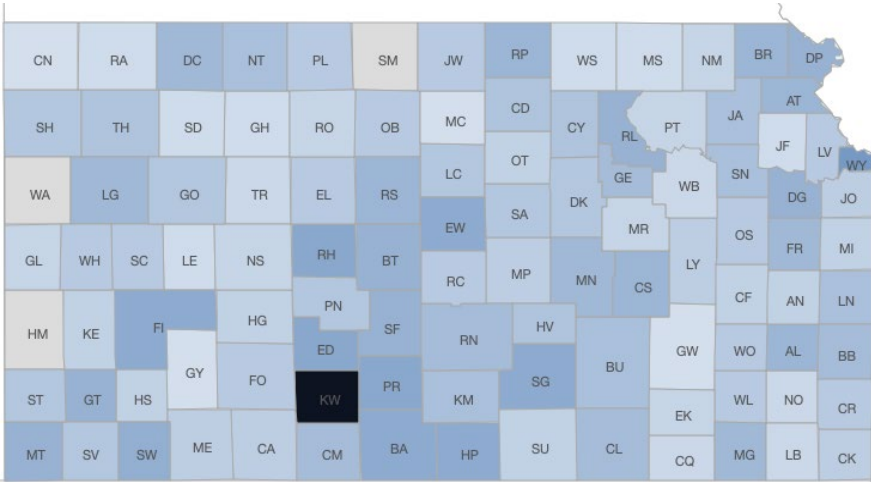 CN RA DC NT PL SM JW RP WS MS NM BR DP
SH TH SD GH RO OB MC CD CY RL PT JA AT
WA LG GO TR EL RS LC OT GE WB SN JF LV WY
GL WH SC LE NS RH BT EW SA DK MR OS DG JO
HM KE FI HG PN SF RC MP MN CS LY FR MI
GY FO ED RN HV BU GW CF AN LN
ST GT HS KW PR KM SG EK WO AL BB
MT SV SW ME CA CM BA HP SU CL CQ WL NO CR
MG LB CK